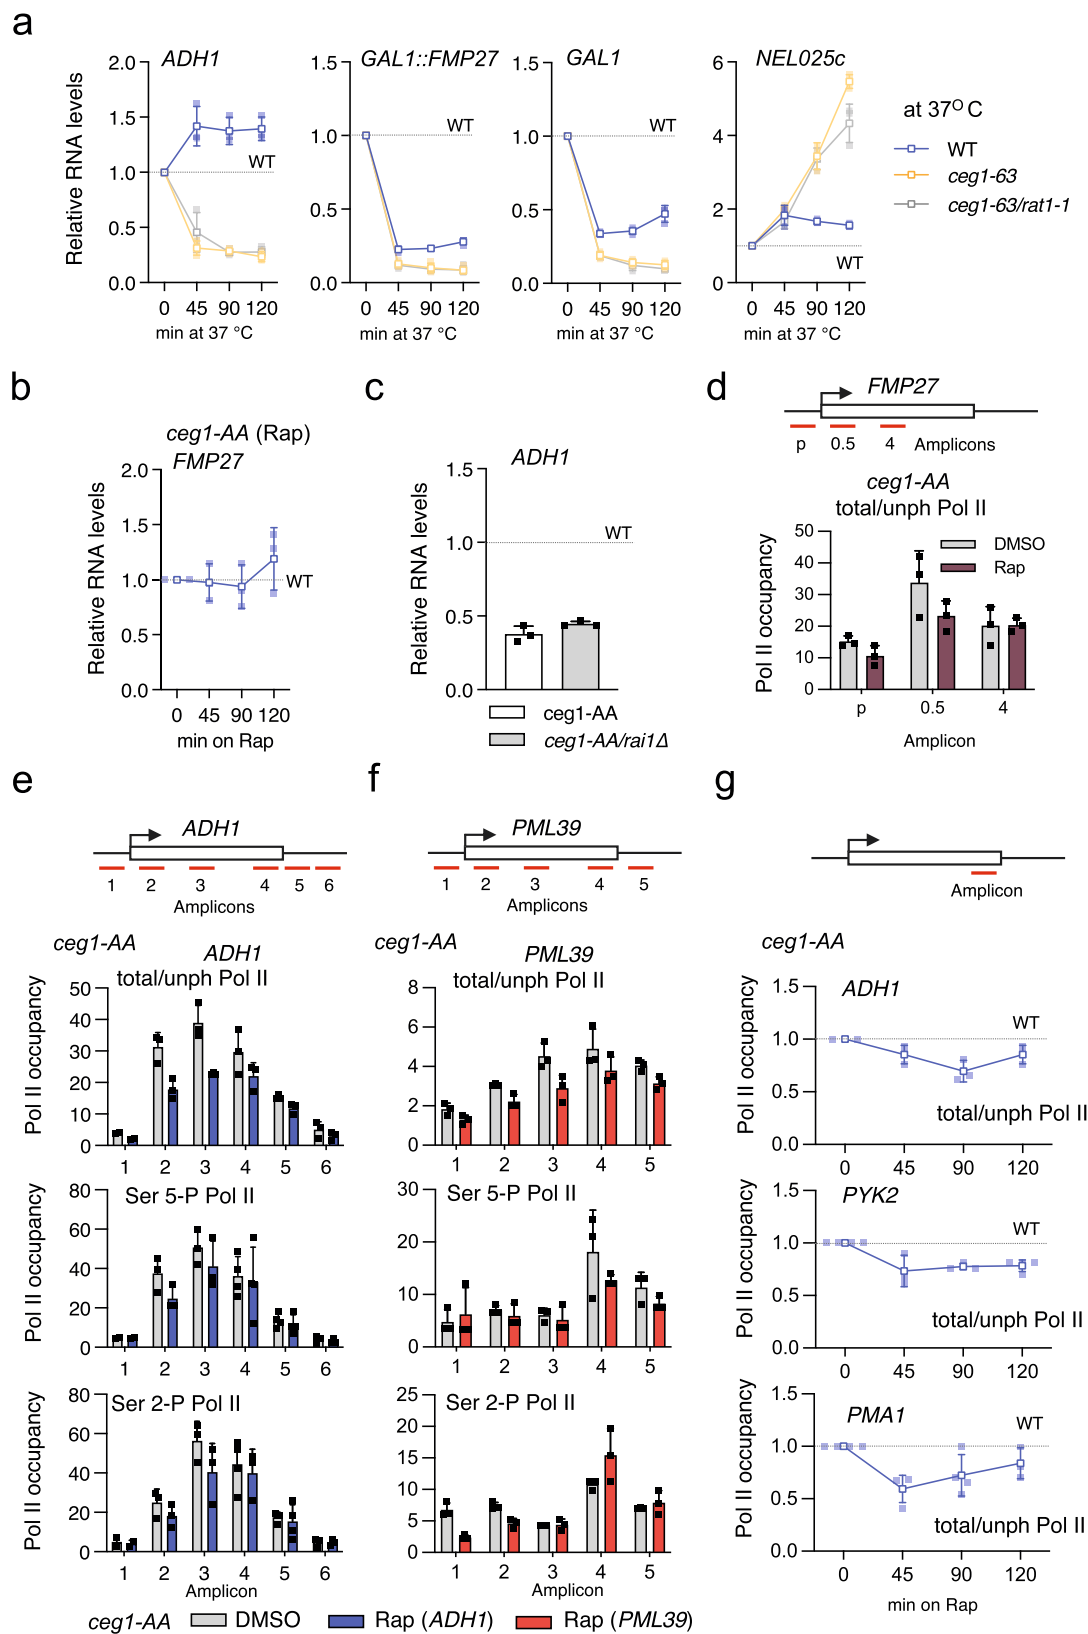 a
ADH1
GAL1::FMP27
GAL1
NEL025c
Relative RNA levels
2.0
1.5
1.0
0.5
0.0
WT
1.5
1.0
0.5
0.0
WT
1.5
1.0
0.5
0.0
WT
6
4
2
0
WT
at 37O C
WT
ceg1-63
ceg1-63/rat1-1
0 45 90 120
min at 37 °C
0 45 90 120
min at 37 °C
0 45 90 120
min at 37 °C
0 45 90 120
min at 37 °C
b
ceg1-AA (Rap)
FMP27
Relative RNA levels
2.0
1.5
1.0
0.5
0.0
WT
0 45 90 120
min on Rap
c
ADH1
Relative RNA levels
1.5
1.0
0.5
0.0
WT
ceg1-AA
ceg1-AA/rai1Δ
d
FMP27
p 0.5 4 Amplicons
ceg1-AA
total/unph Pol II
Pol II occupancy
50
40
30
20
10
0
DMSO
Rap
p 0.5 4
Amplicon
e
ADH1
1 2 3 4 5 6
Amplicons
ceg1-AA
ADH1
total/unph Pol II
Pol II occupancy
50
40
30
20
10
0
1 2 3 4 5 6
Ser 5-P Pol II
Pol II occupancy
80
60
40
20
0
1 2 3 4 5 6
Ser 2-P Pol II
Pol II occupancy
80
60
40
20
0
1 2 3 4 5 6
Amplicon
f
PML39
1 2 3 4 5
Amplicons
ceg1-AA
PML39
total/unph Pol II
8
6
4
2
0
1 2 3 4 5
Ser 5-P Pol II
30
20
10
0
1 2 3 4 5
Ser 2-P Pol II
25
20
15
10
5
0
1 2 3 4 5
Amplicon
ceg1-AA DMSO Rap (ADH1) Rap (PML39)
g
Amplicon
ceg1-AA
ADH1
Pol II occupancy
1.5
1.0
0.5
0.0
WT
total/unph Pol II
0 45 90 120
PYK2
Pol II occupancy
1.5
1.0
0.5
0.0
WT
total/unph Pol II
0 45 90 120
PMA1
Pol II occupancy
1.5
1.0
0.5
0.0
WT
total/unph Pol II
0 45 90 120
min on Rap